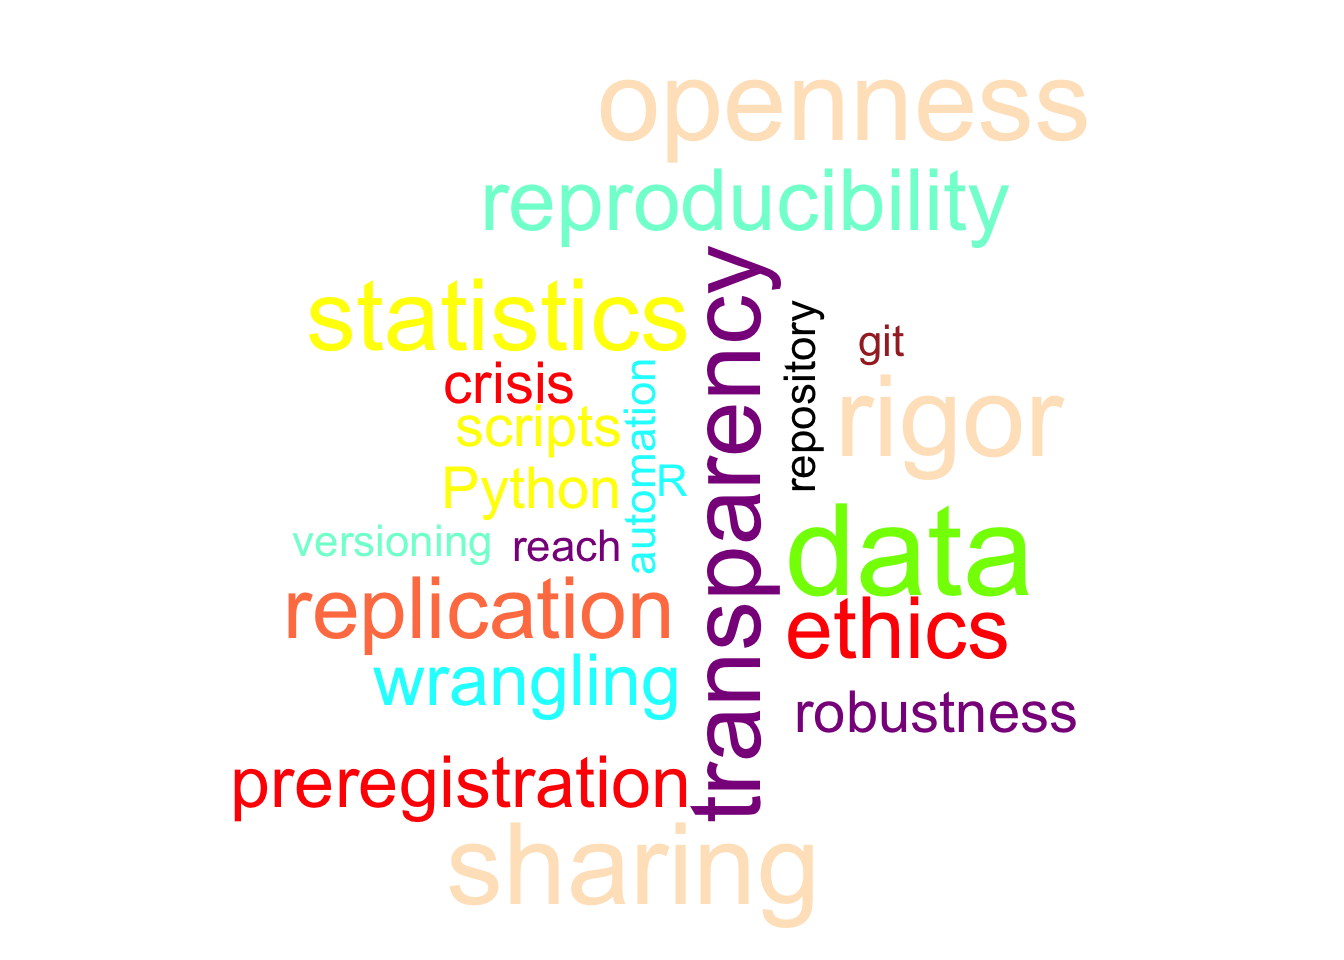 openness
reproducibility
statistics
transparency
repository
git
crisis
automation
rigor
scripts
Python
R
versioning
reach
data
replication
ethics
wrangling
robustness
preregistration
sharing